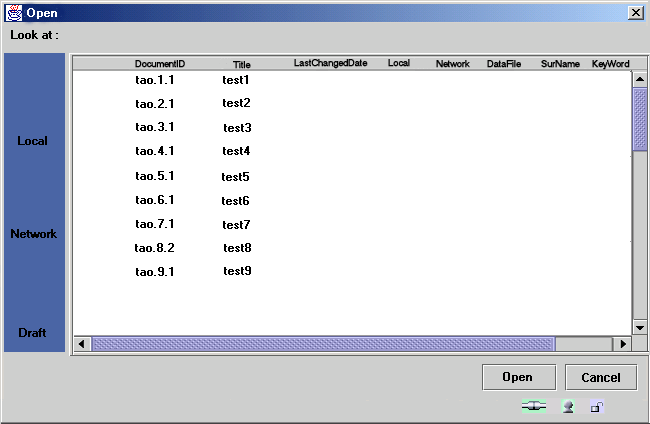 Open
Look at :
DocumentID Title LastChangedDate Local Network DataFile SurName KeyWord
tao.1.1 test1
tao.2.1 test2
tao.3.1 test3
tao.4.1 test4
tao.5.1 test5
tao.6.1 test6
tao.7.1 test7
tao.8.2 test8
tao.9.1 test9
Local
Network
Draft
Open Cancel